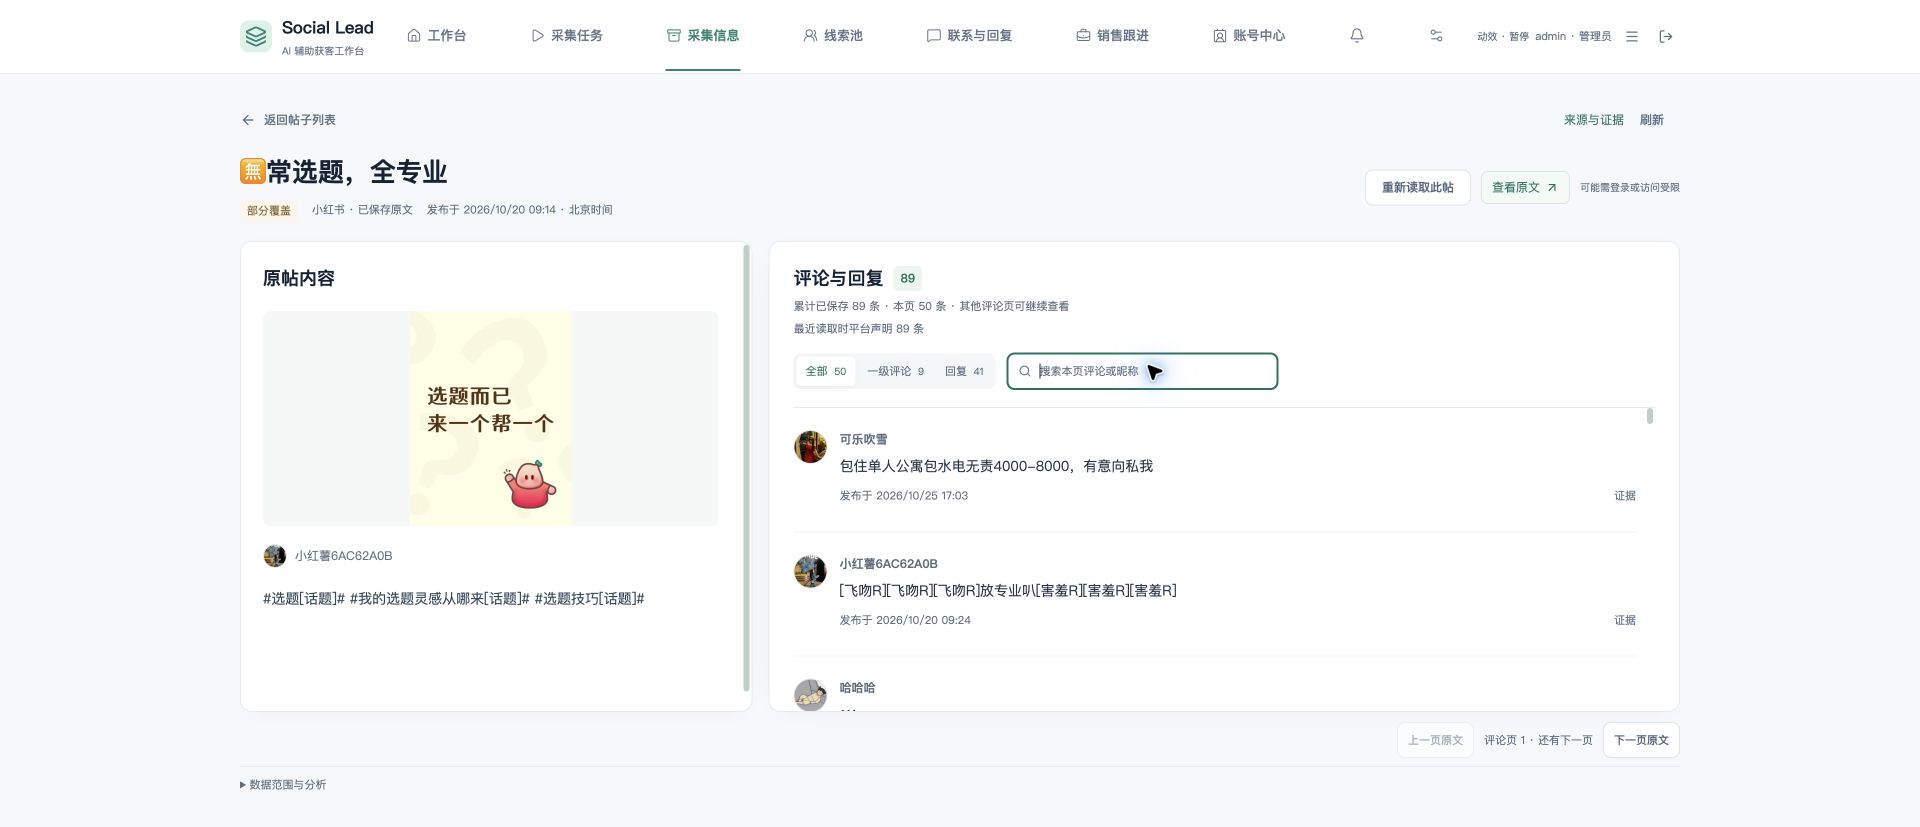 Social Lead
AI 辅助获客工作台
工作台
采集任务
采集信息
线索池
联系与回复
销售跟进
账号中心
动效 · 暂停 admin · 管理员
返回帖子列表
来源与证据 刷新
🈚常选题，全专业
部分覆盖 小红书 · 已保存原文 发布于 2026/10/20 09:14 · 北京时间
重新读取此帖
查看原文
可能需登录或访问受限
原帖内容
选题而已
来一个帮一个
小红薯6AC62A0B
#选题[话题]# #我的选题灵感从哪来[话题]# #选题技巧[话题]#
评论与回复 89
累计已保存 89 条 · 本页 50 条 · 其他评论页可继续查看
最近读取时平台声明 89 条
全部 50 一级评论 9 回复 41
搜索本页评论或昵称
可乐吹雪
包住单人公寓包水电无责4000-8000，有意向私我
发布于 2026/10/25 17:03 证据
小红薯6AC62A0B
[飞吻R][飞吻R][飞吻R]放专业叭[害羞R][害羞R][害羞R]
发布于 2026/10/20 09:24 证据
哈哈哈
上一页原文 评论页 1 · 还有下一页 下一页原文
数据范围与分析